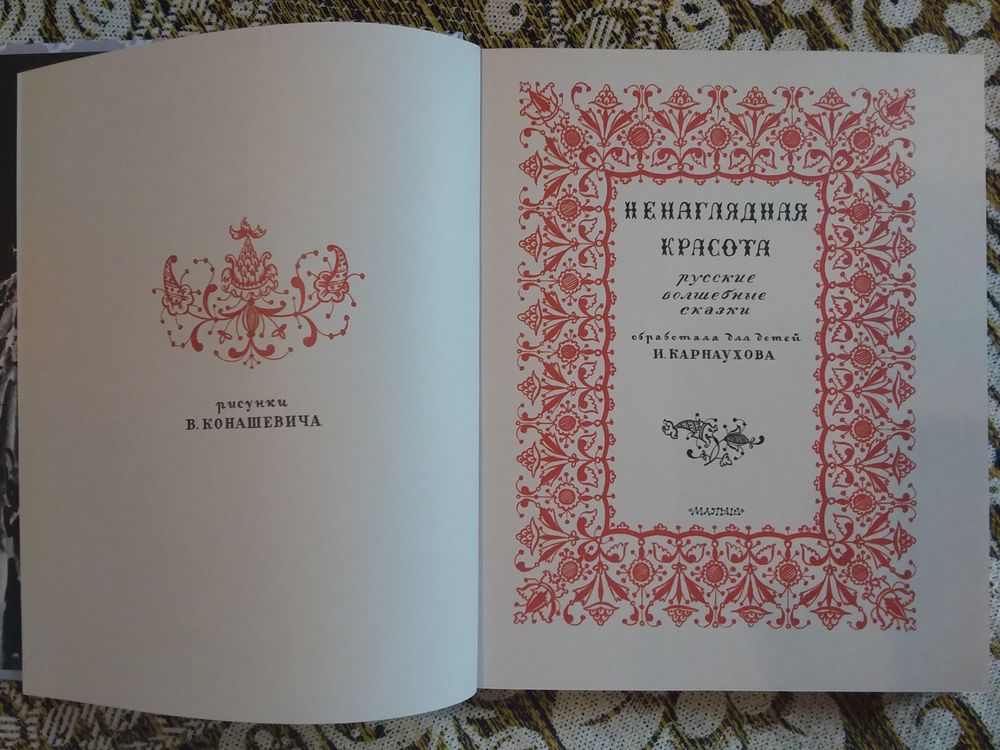 рисунки
В. КОНАШЕВИЧА
НЕНАГЛЯДНАЯ
КРАСОТА
русские
волшебные
сказки
обработала для детей
И. КАРНАУХОВА
«МАЛЫШ»